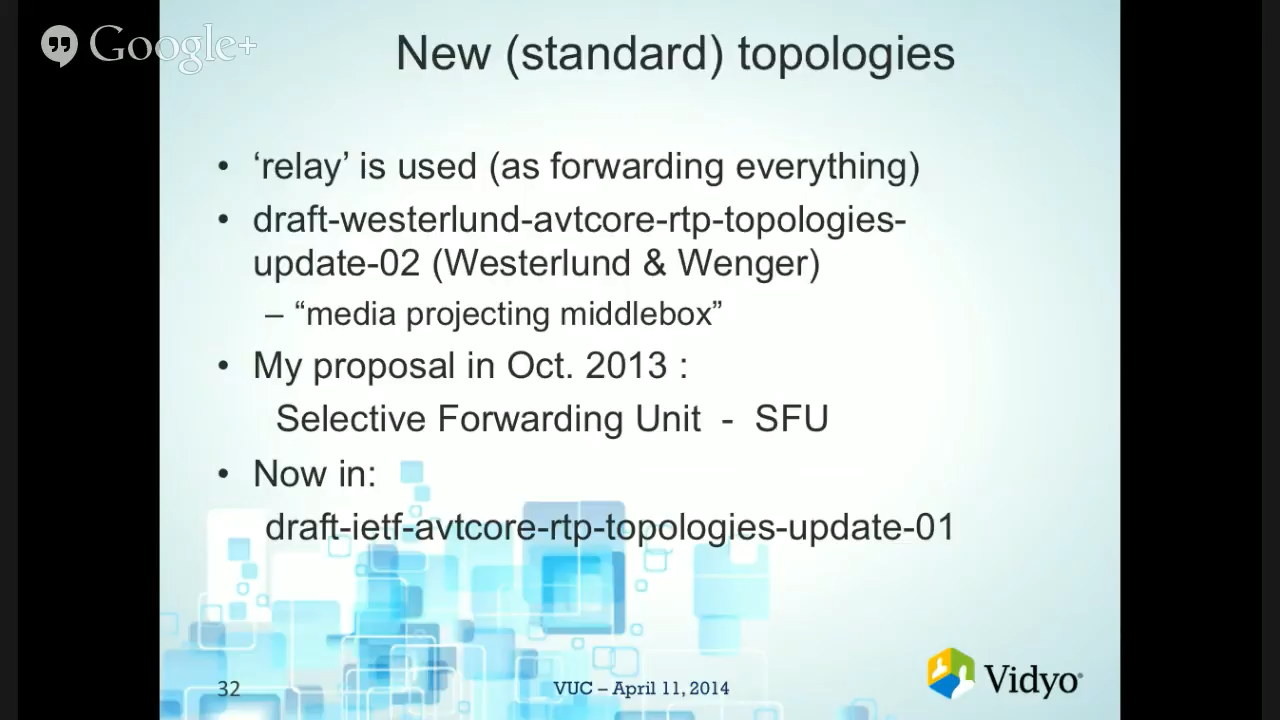 Google+
New (standard) topologies
• ‘relay’ is used (as forwarding everything)
• draft-westerlund-avtcore-rtp-topologies-
update-02 (Westerlund & Wenger)
– “media projecting middlebox”
• My proposal in Oct. 2013 :
Selective Forwarding Unit - SFU
• Now in:
draft-ietf-avtcore-rtp-topologies-update-01
32
VUC – April 11, 2014
Vidyo